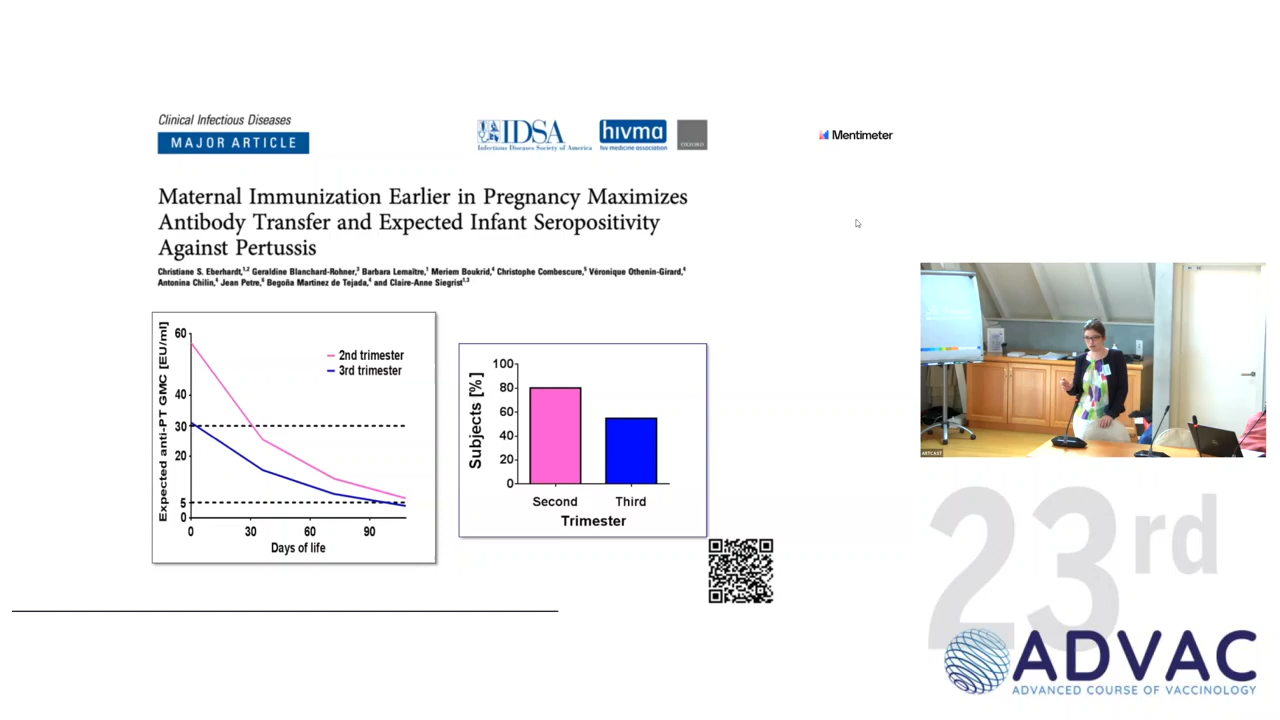 Clinical Infectious Diseases
MAJOR ARTICLE
IDSA
Infectious Diseases Society of America
hivma
hiv medicine association
OXFORD
Mentimeter
Maternal Immunization Earlier in Pregnancy Maximizes
Antibody Transfer and Expected Infant Seropositivity
Against Pertussis
Christiane S. Eberhardt,1,2 Geraldine Blanchard-Rohner,3 Barbara Lemaître,1 Meriem Boukrid,4 Christophe Combescure,5 Véronique Othenin-Girard,4
Antonina Chilin,4 Jean Petre,6 Begoña Martinez de Tejada,4 and Claire-Anne Siegrist1,3
Expected anti-PT GMC [EU/ml]
60
40
30
20
5
0
2nd trimester
3rd trimester
0 30 60 90
Days of life
Subjects [%]
100
80
60
40
20
0
Second Third
Trimester
ARTCAST
23rd
ADVAC
ADVANCED COURSE OF VACCINOLOGY